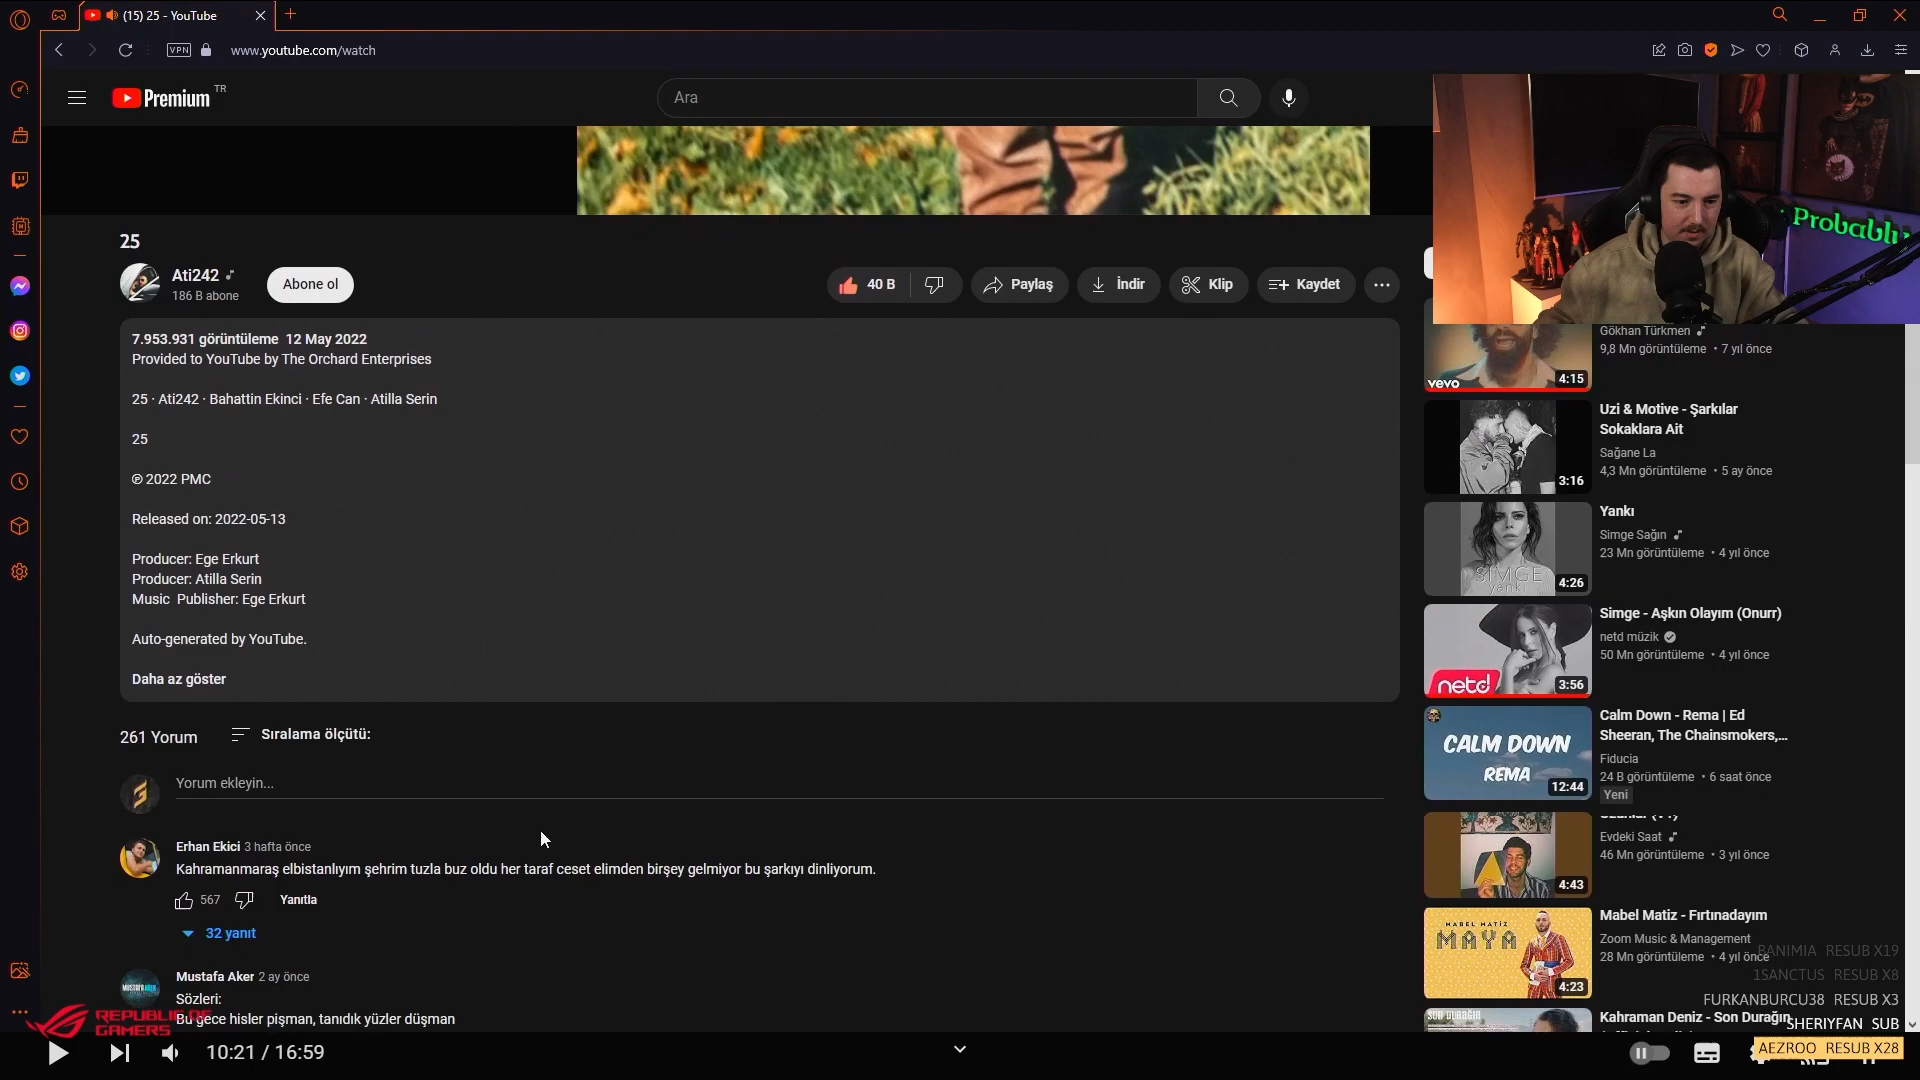 (15) 25 - YouTube
VPN
www.youtube.com/watch
Premium TR
Ara
Probably
25
Ati242
186 B abone
Abone ol
40 B
Paylaş
İndir
Klip
Kaydet
7.953.931 görüntüleme 12 May 2022
Provided to YouTube by The Orchard Enterprises
25 · Ati242 · Bahattin Ekinci · Efe Can · Atilla Serin
25
℗ 2022 PMC
Released on: 2022-05-13
Producer: Ege Erkurt
Producer: Atilla Serin
Music Publisher: Ege Erkurt
Auto-generated by YouTube.
Daha az göster
261 Yorum
Sıralama ölçütü:
Yorum ekleyin...
Erhan Ekici 3 hafta önce
Kahramanmaraş elbistanlıyım şehrim tuzla buz oldu her taraf ceset elimden birşey gelmiyor bu şarkıyı dinliyorum.
567
Yanıtla
32 yanıt
Mustafa Aker 2 ay önce
Sözleri:
Bu gece hisler pişman, tanıdık yüzler düşman
REPUBLIC OF
GAMERS
10:21 / 16:59
Gökhan Türkmen
9,8 Mn görüntüleme • 7 yıl önce
vevo
4:15
Uzi & Motive - Şarkılar
Sokaklara Ait
Sağane La
4,3 Mn görüntüleme • 5 ay önce
3:16
Yankı
Simge Sağın
23 Mn görüntüleme • 4 yıl önce
SİMGE
yankı
4:26
Simge - Aşkın Olayım (Onurr)
netd müzik
50 Mn görüntüleme • 4 yıl önce
netd
3:56
Calm Down - Rema | Ed
Sheeran, The Chainsmokers,...
Fiducia
24 B görüntüleme • 6 saat önce
Yeni
CALM DOWN
REMA
12:44
Evdeki Saat
46 Mn görüntüleme • 3 yıl önce
4:43
Mabel Matiz - Fırtınadayım
Zoom Music & Management
28 Mn görüntüleme • 4 yıl önce
MABEL MATİZ
MAYA
4:23
Kahraman Deniz - Son Durağın
SON DURAĞIN
BANIMIA RESUB X19
1SANCTUS RESUB X8
FURKANBURCU38 RESUB X3
SHERIYFAN SUB
AEZROO RESUB X28